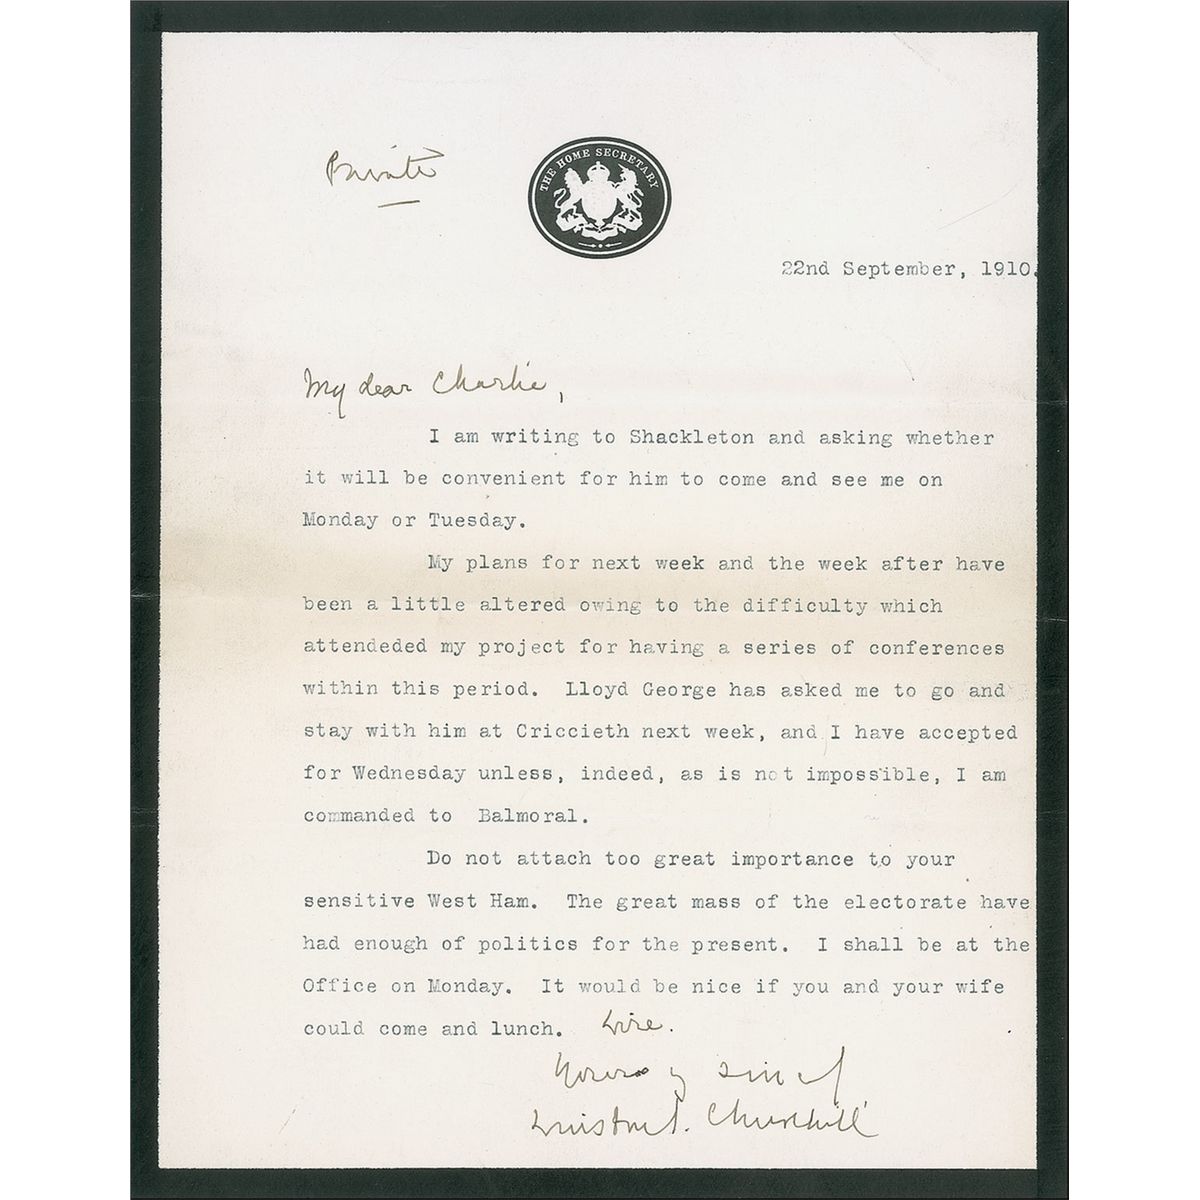 Private
THE HOME SECRETARY
22nd September, 1910.
My dear Charlie,
I am writing to Shackleton and asking whether
it will be convenient for him to come and see me on
Monday or Tuesday.
My plans for next week and the week after have
been a little altered owing to the difficulty which
attendeded my project for having a series of conferences
within this period. Lloyd George has asked me to go and
stay with him at Criccieth next week, and I have accepted
for Wednesday unless, indeed, as is not impossible, I am
commanded to Balmoral.
Do not attach too great importance to your
sensitive West Ham. The great mass of the electorate have
had enough of politics for the present. I shall be at the
Office on Monday. It would be nice if you and your wife
could come and lunch. Wire.
Yours
Winston S. Churchill